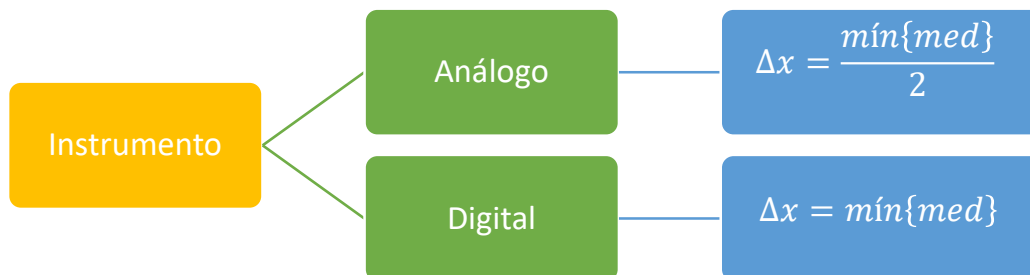 Instrumento
Análogo
Δx = mín{med}/2
Digital
Δx = mín{med}